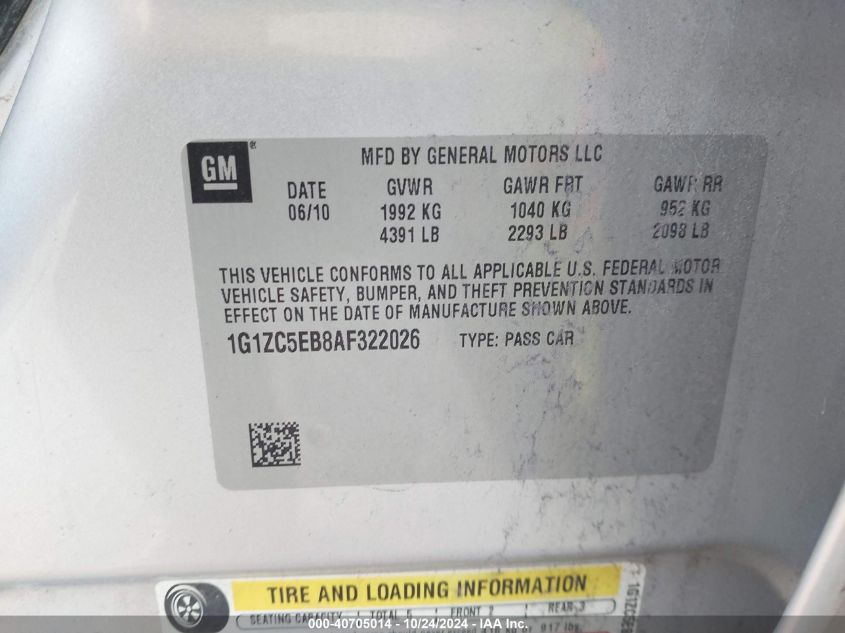 GM®
MFD BY GENERAL MOTORS LLC
DATE GVWR GAWR FRT GAWR RR
06/10 1992 KG 1040 KG 952 KG
4391 LB 2293 LB 2098 LB
THIS VEHICLE CONFORMS TO ALL APPLICABLE U.S. FEDERAL MOTOR
VEHICLE SAFETY, BUMPER, AND THEFT PREVENTION STANDARDS IN
EFFECT ON THE DATE OF MANUFACTURE SHOWN ABOVE.
1G1ZC5EB8AF322026 TYPE: PASS CAR
TIRE AND LOADING INFORMATION
SEATING CAPACITY TOTAL 5 FRONT 2 REAR 3
000-40705014 - 10/24/2024 - IAA Inc.